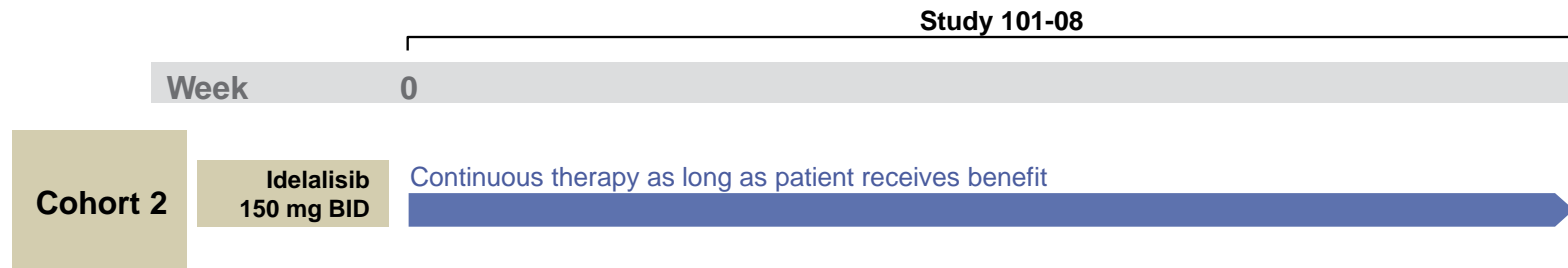 Study 101-08
Week 0
Cohort 2
Idelalisib
150 mg BID
Continuous therapy as long as patient receives benefit